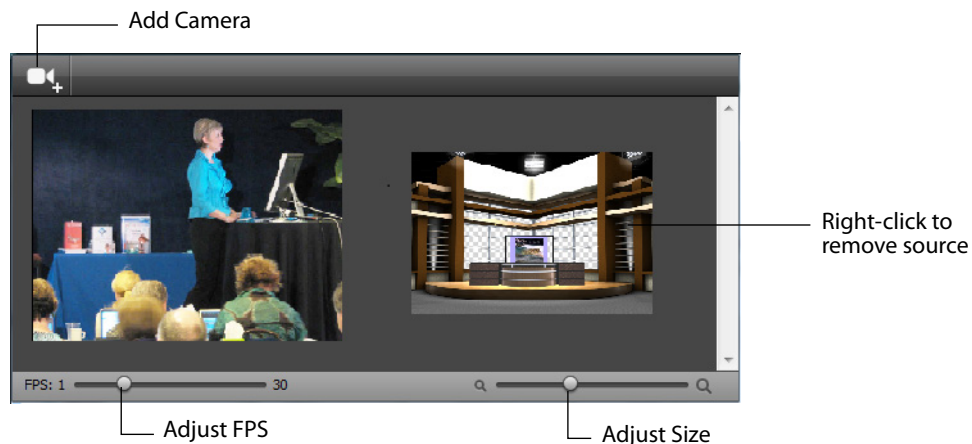 Add Camera
Right-click to
remove source
FPS: 1 30
Adjust FPS
Adjust Size